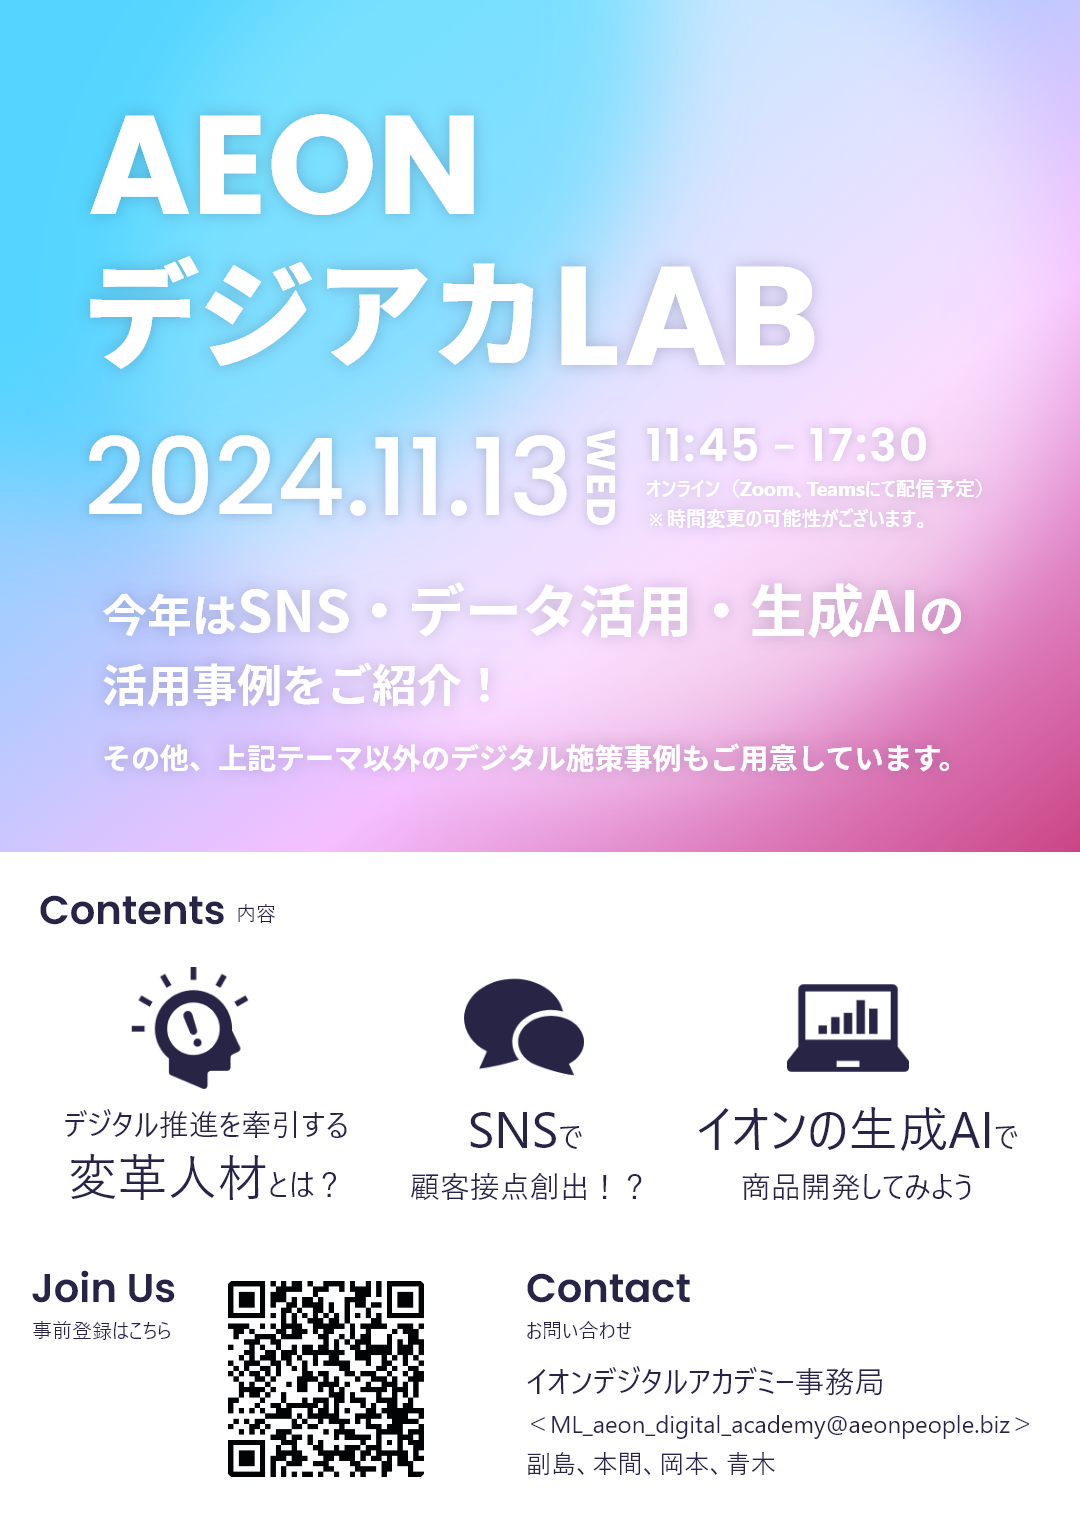 AEON
デジアカLAB
2024.11.13 WED
11:45 – 17:30
オンライン（Zoom、Teamsにて配信予定）
※時間変更の可能性がございます。
今年はSNS・データ活用・生成AIの
活用事例をご紹介！
その他、上記テーマ以外のデジタル施策事例もご用意しています。
Contents 内容
デジタル推進を牽引する
変革人材とは？
SNSで
顧客接点創出！？
イオンの生成AIで
商品開発してみよう
Join Us
事前登録はこちら
Contact
お問い合わせ
イオンデジタルアカデミー事務局
＜ML_aeon_digital_academy@aeonpeople.biz＞
副島、本間、岡本、青木